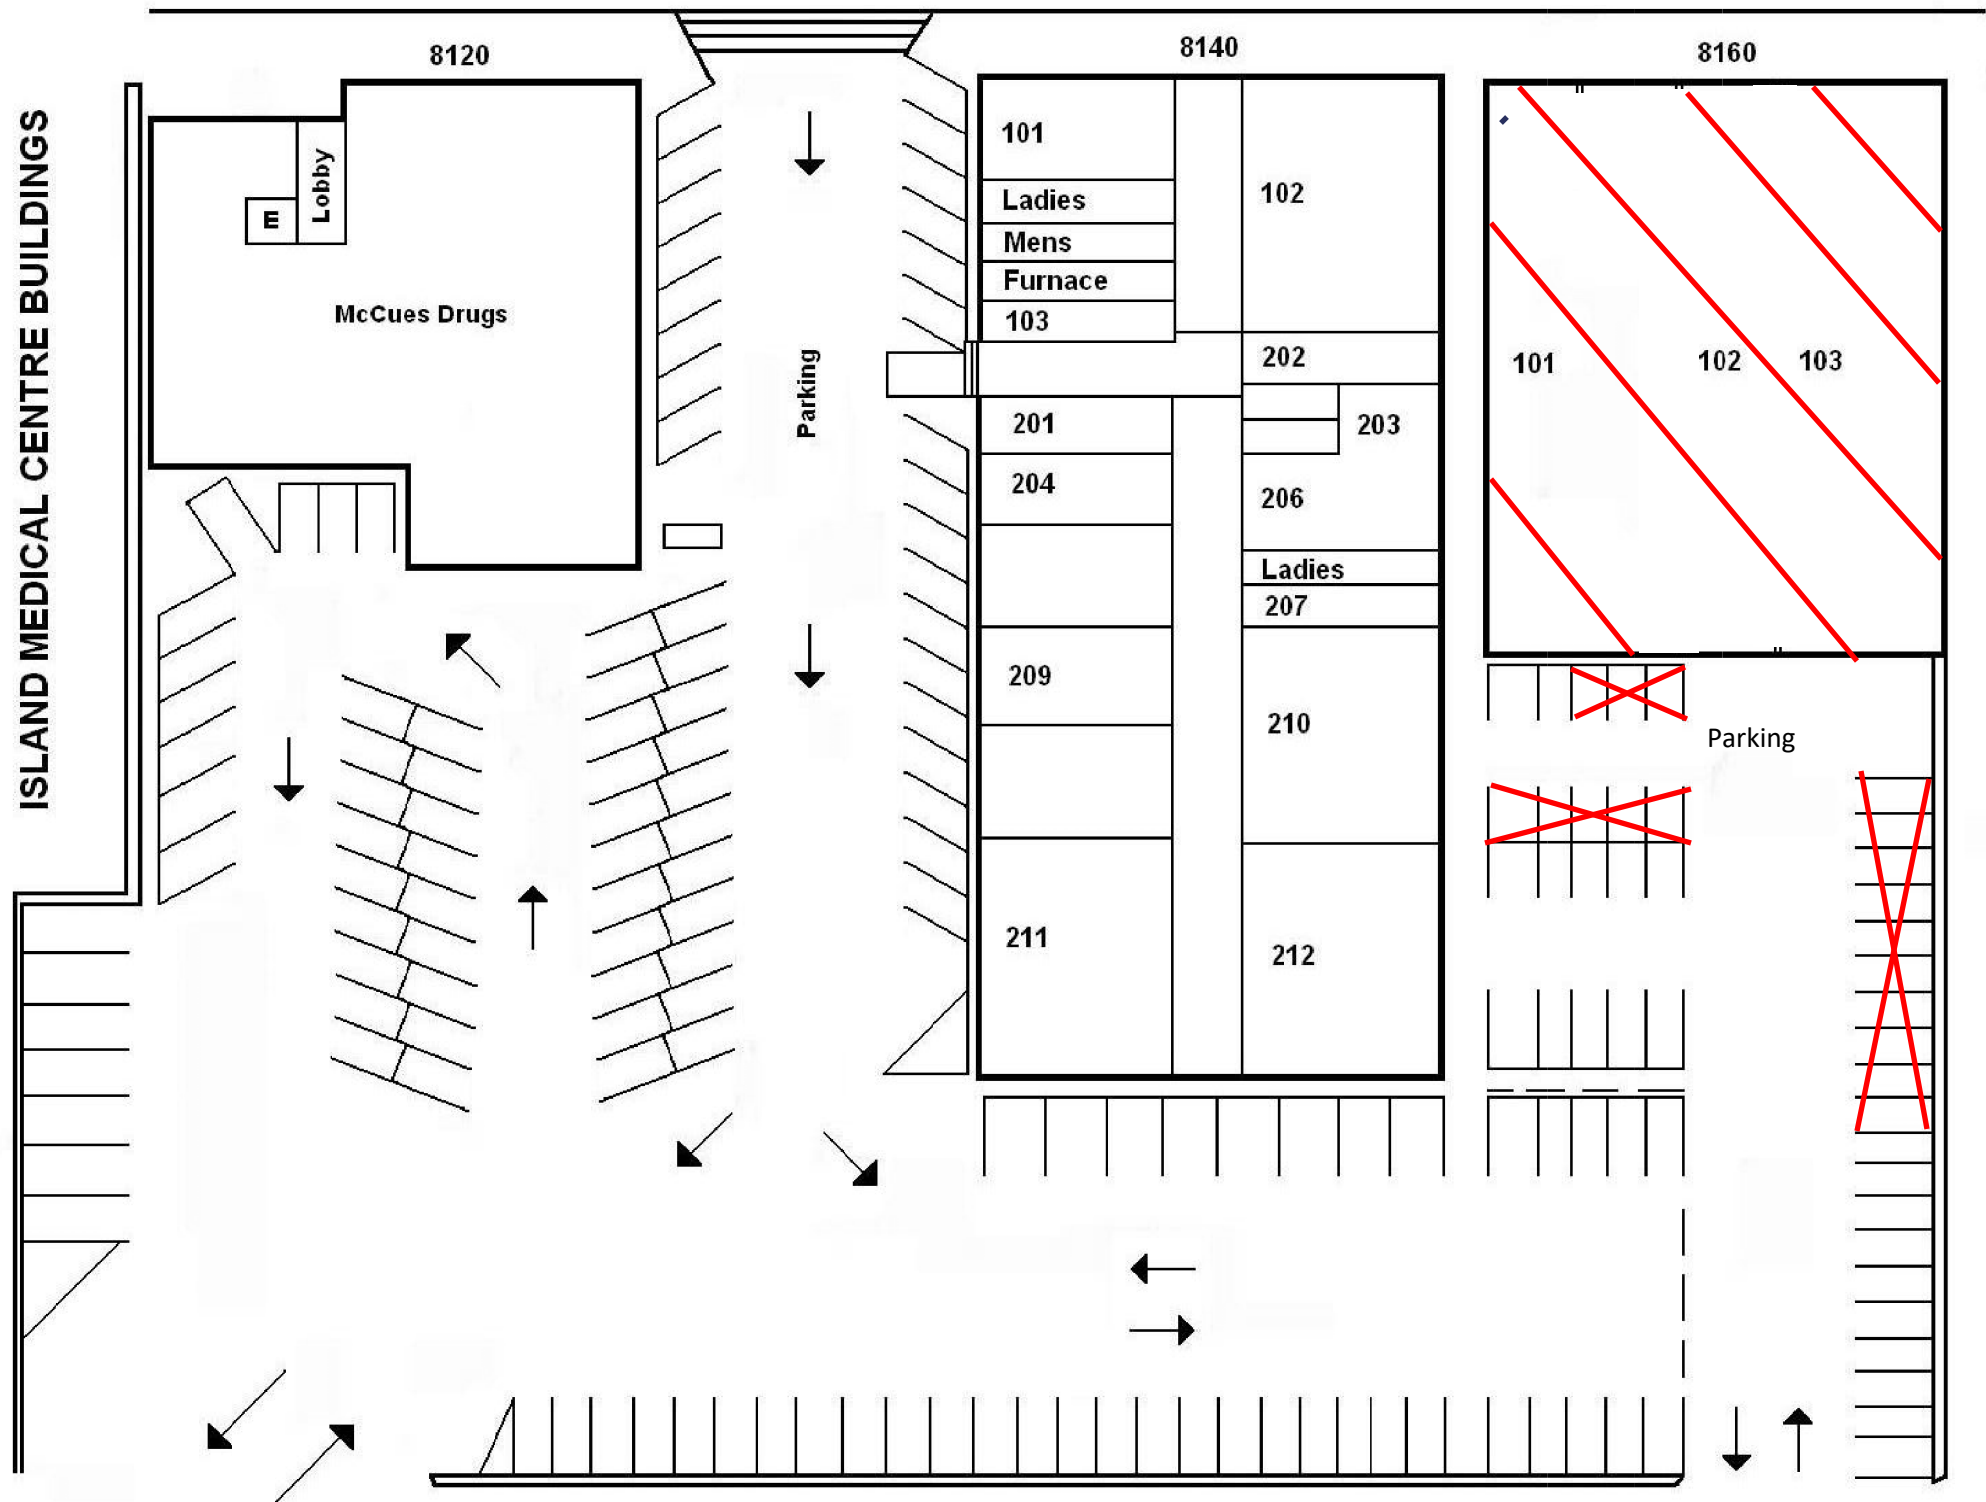 ISLAND MEDICAL CENTRE BUILDINGS
8120
Lobby
E
McCues Drugs
Parking
8140
101
Ladies
Mens
Furnace
103
102
202
203
201
204
206
Ladies
207
209
210
211
212
8160
101
102
103
Parking